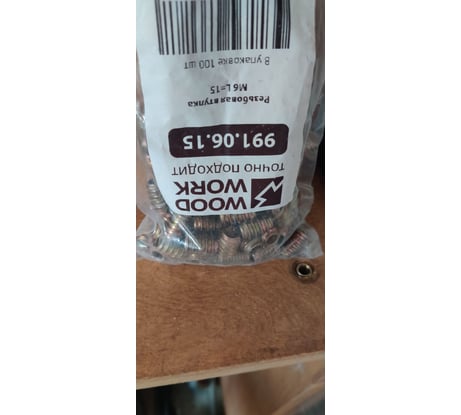 WOOD
WORK
ТОЧНО ПОДХОДИТ
991.06.15
Резьбовая втулка
M6 L=15
В упаковке 100 шт